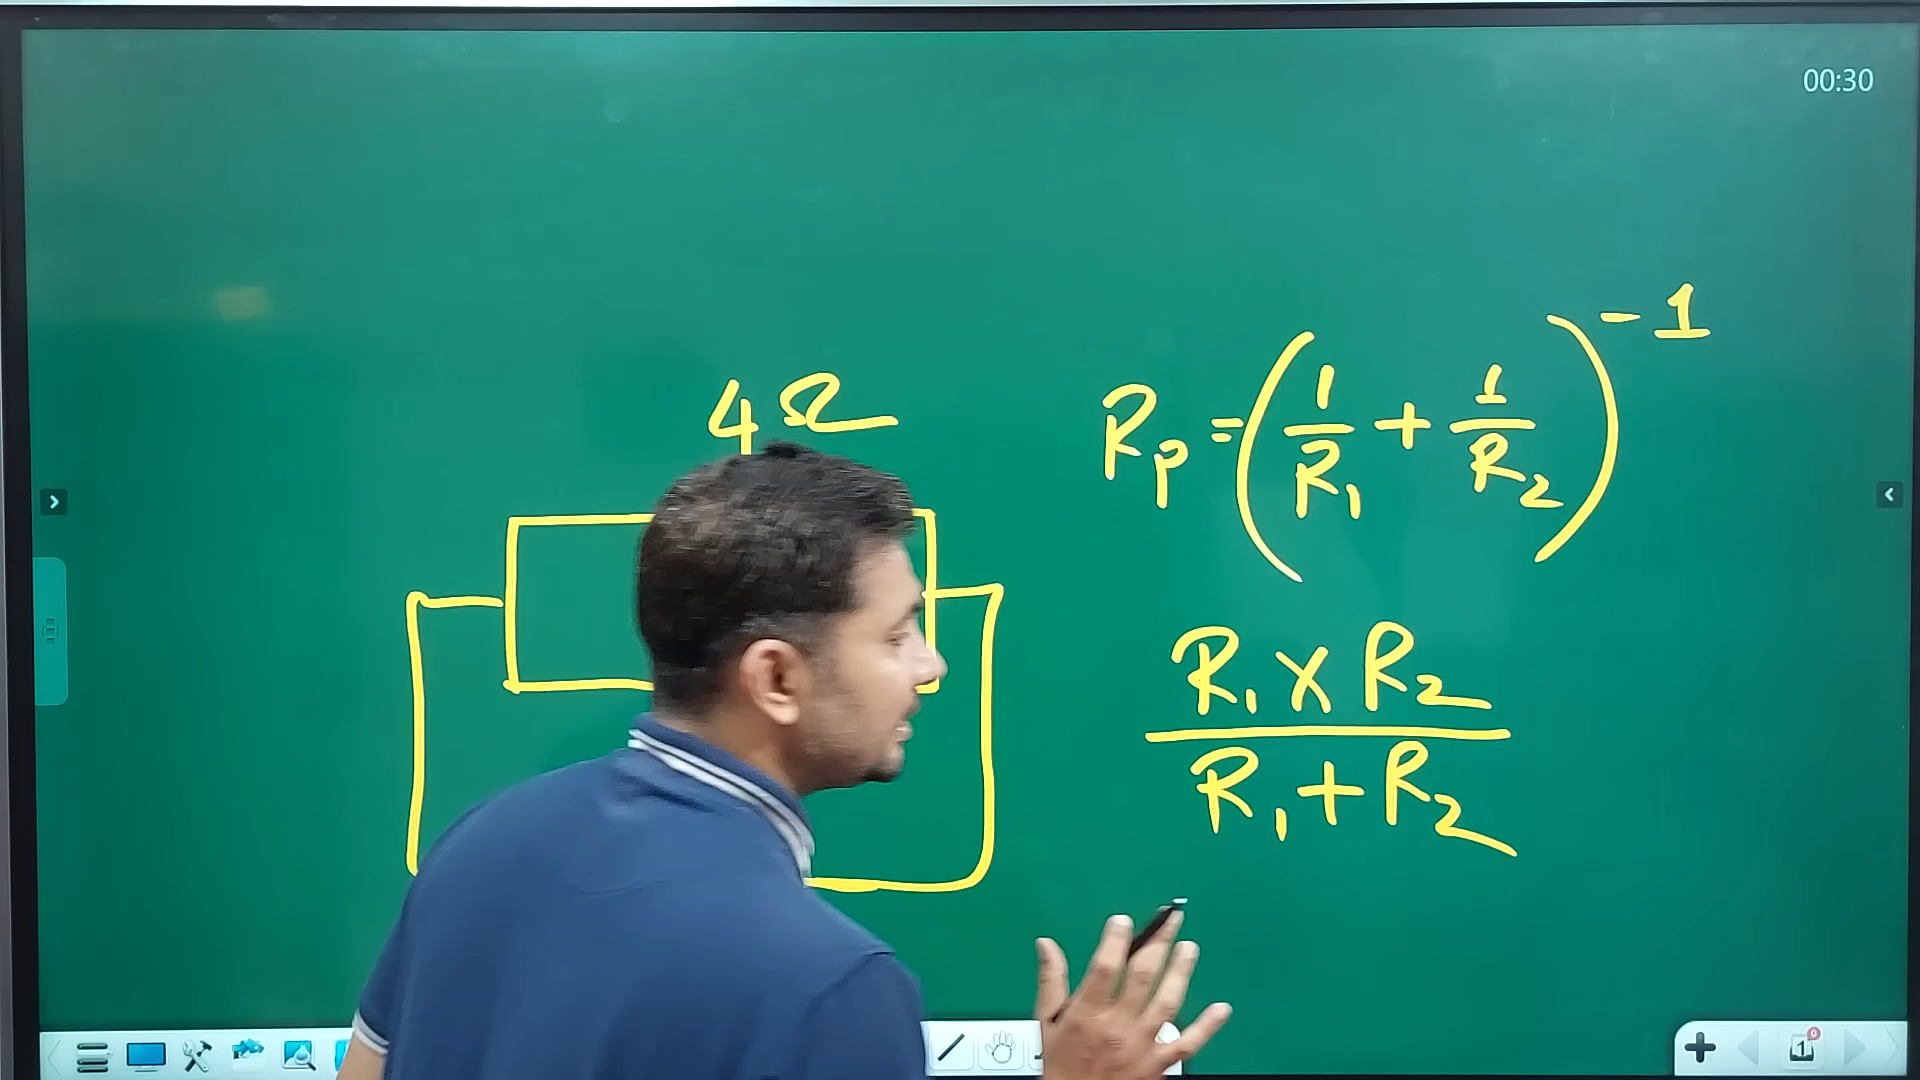 00:30
4Ω
Rp = (1/R1 + 1/R2)^-1
R1 x R2
R1 + R2